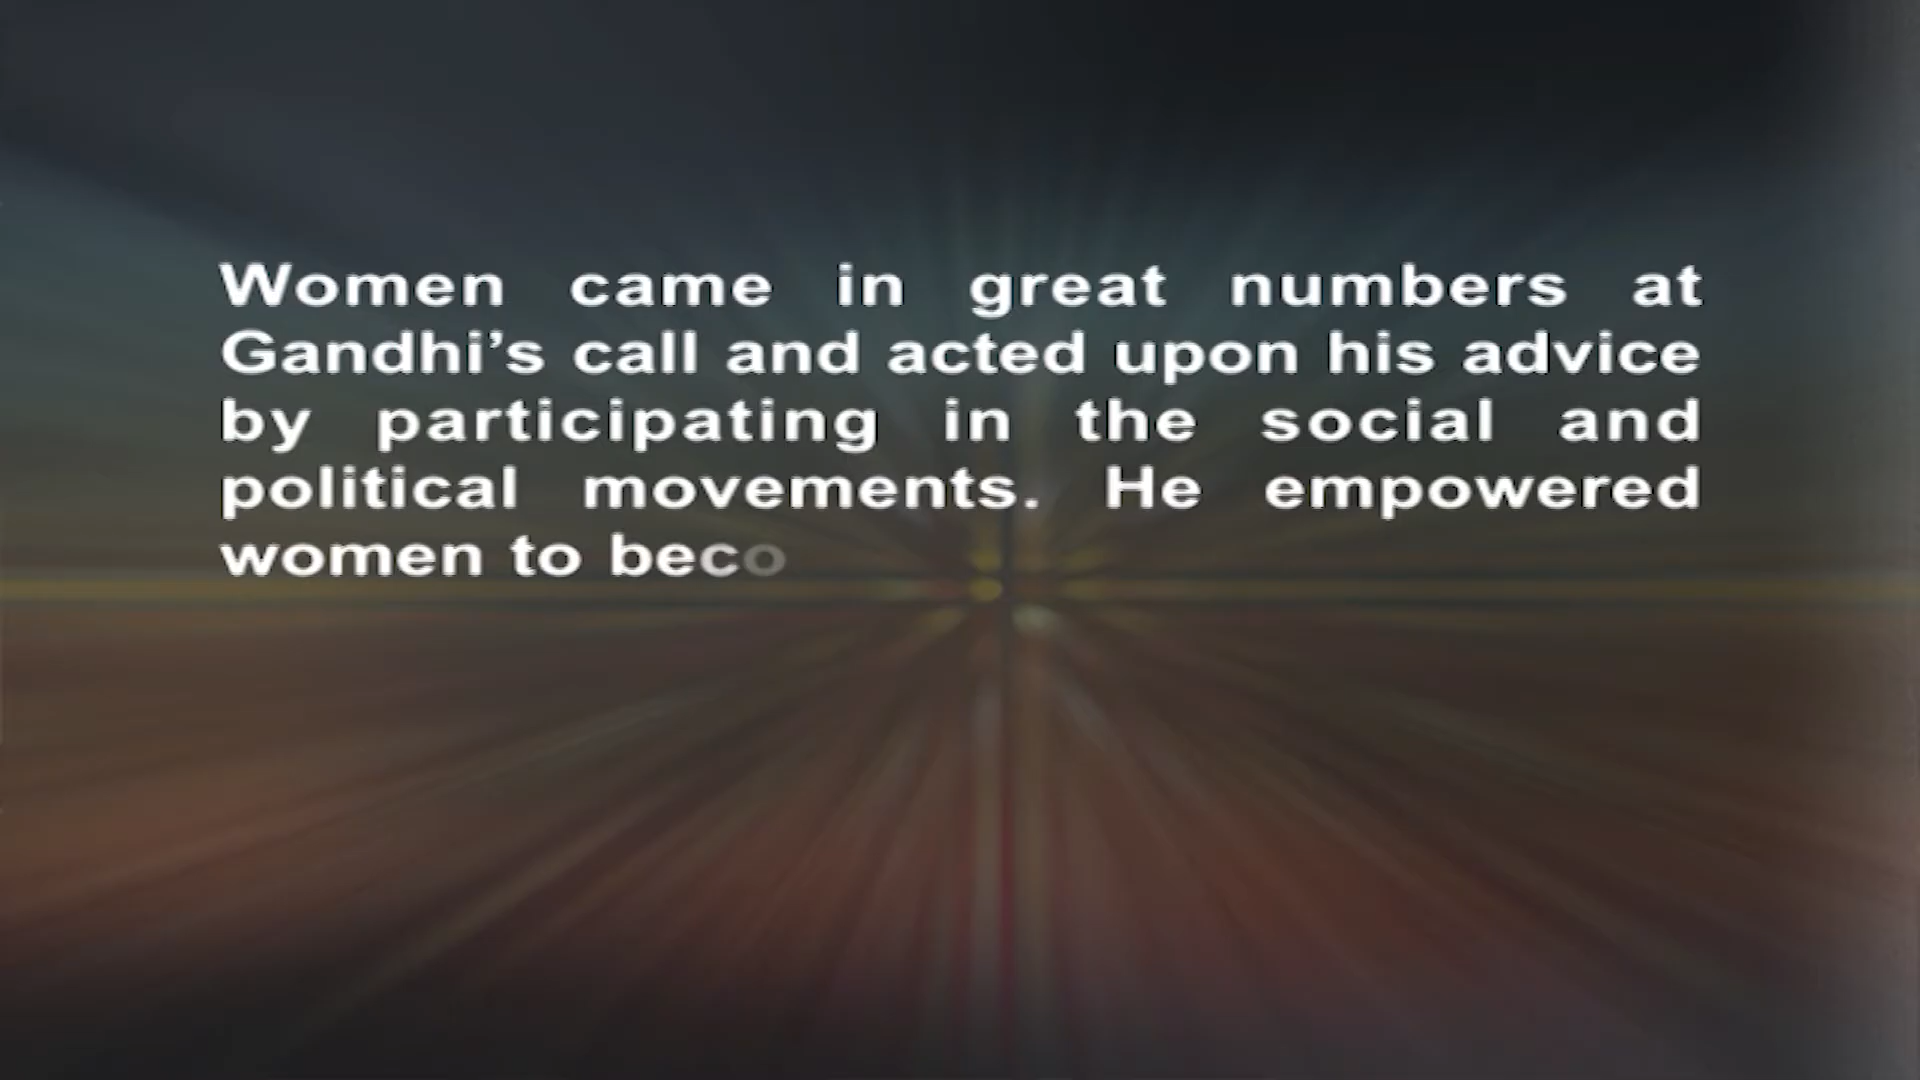 Women came in great numbers at
Gandhi’s call and acted upon his advice
by participating in the social and
political movements. He empowered
women to beco